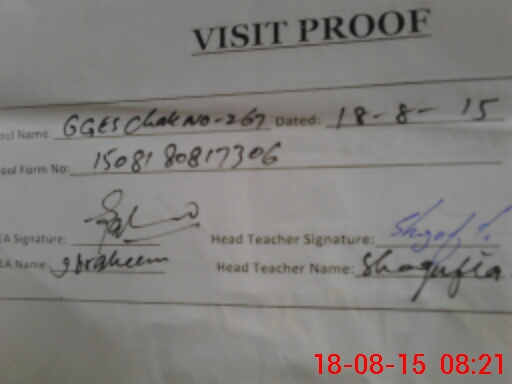 VISIT PROOF
ool Name: GGES Chak NO-267 Dated: 18-8-15
ool Form No: 1508180817306
EA Signature: Head Teacher Signature:
EA Name: Ibraheem Head Teacher Name: Shagufta
18-08-15 08:21